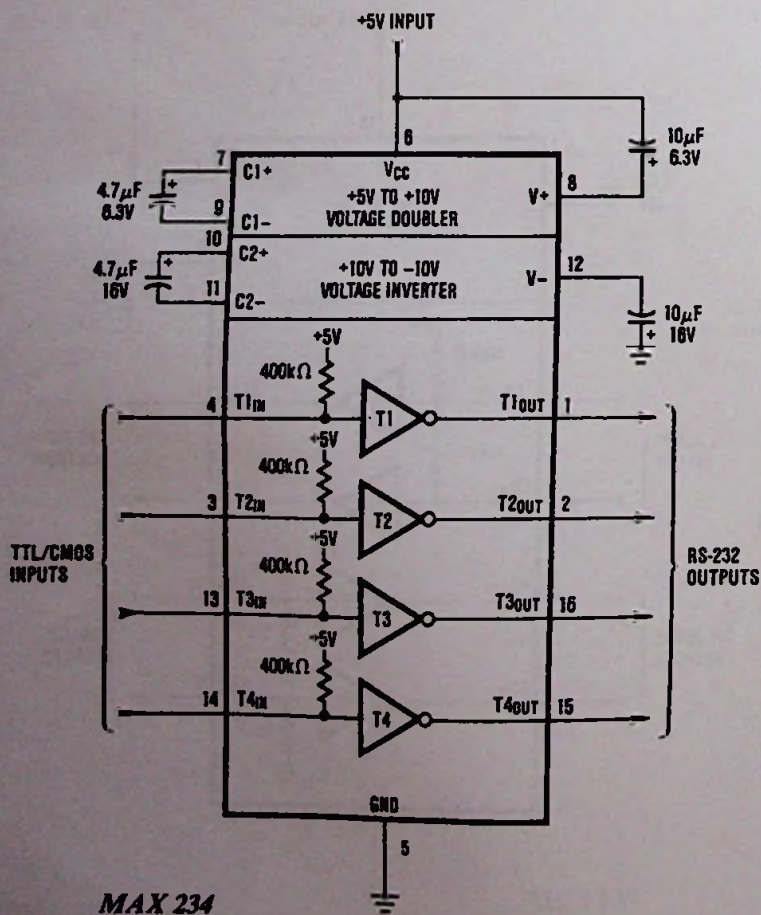 +5V INPUT
6
10μF
6.3V
7
C1+
VCC
+5V TO +10V
VOLTAGE DOUBLER
V+
8
4.7μF
6.3V
9
C1-
10
C2+
+10V TO -10V
VOLTAGE INVERTER
V-
12
4.7μF
16V
11
C2-
10μF
16V
+5V
400kΩ
4
T1IN
T1
T1OUT
1
+5V
400kΩ
3
T2IN
T2
T2OUT
2
TTL/CMOS
INPUTS
+5V
400kΩ
RS-232
OUTPUTS
13
T3IN
T3
T3OUT
16
+5V
400kΩ
14
T4IN
T4
T4OUT
15
GND
5
MAX 234